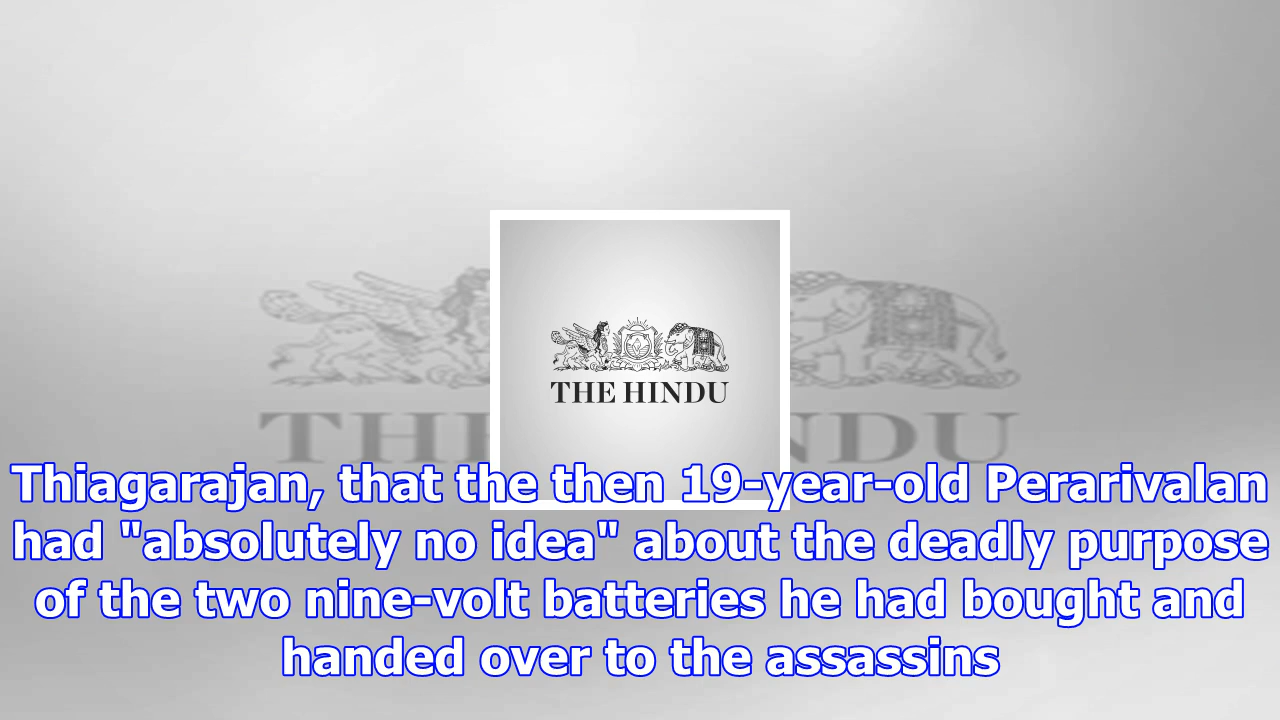 THE HINDU
Thiagarajan, that the then 19-year-old Perarivalan
had "absolutely no idea" about the deadly purpose
of the two nine-volt batteries he had bought and
handed over to the assassins